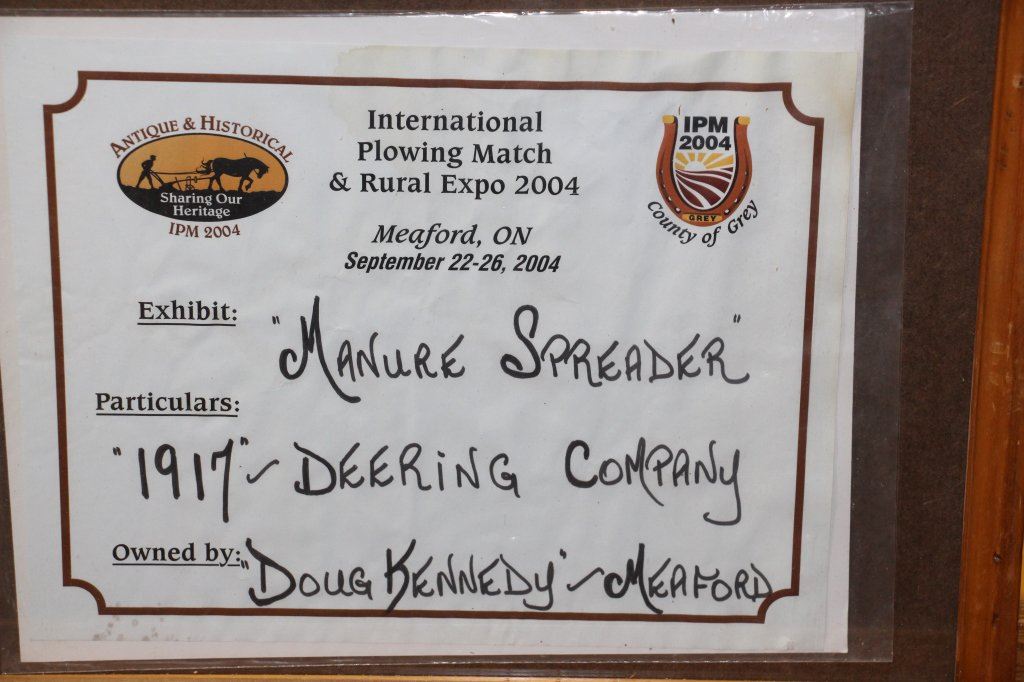 ANTIQUE & HISTORICAL
Sharing Our
Heritage
IPM 2004
International
Plowing Match
& Rural Expo 2004
Meaford, ON
September 22-26, 2004
IPM
2004
GREY
County of Grey
Exhibit: "MANURE SPREADER"
Particulars:
"1917" ~ DEERING COMPANY
Owned by: "DOUG KENNEDY" ~ MEAFORD